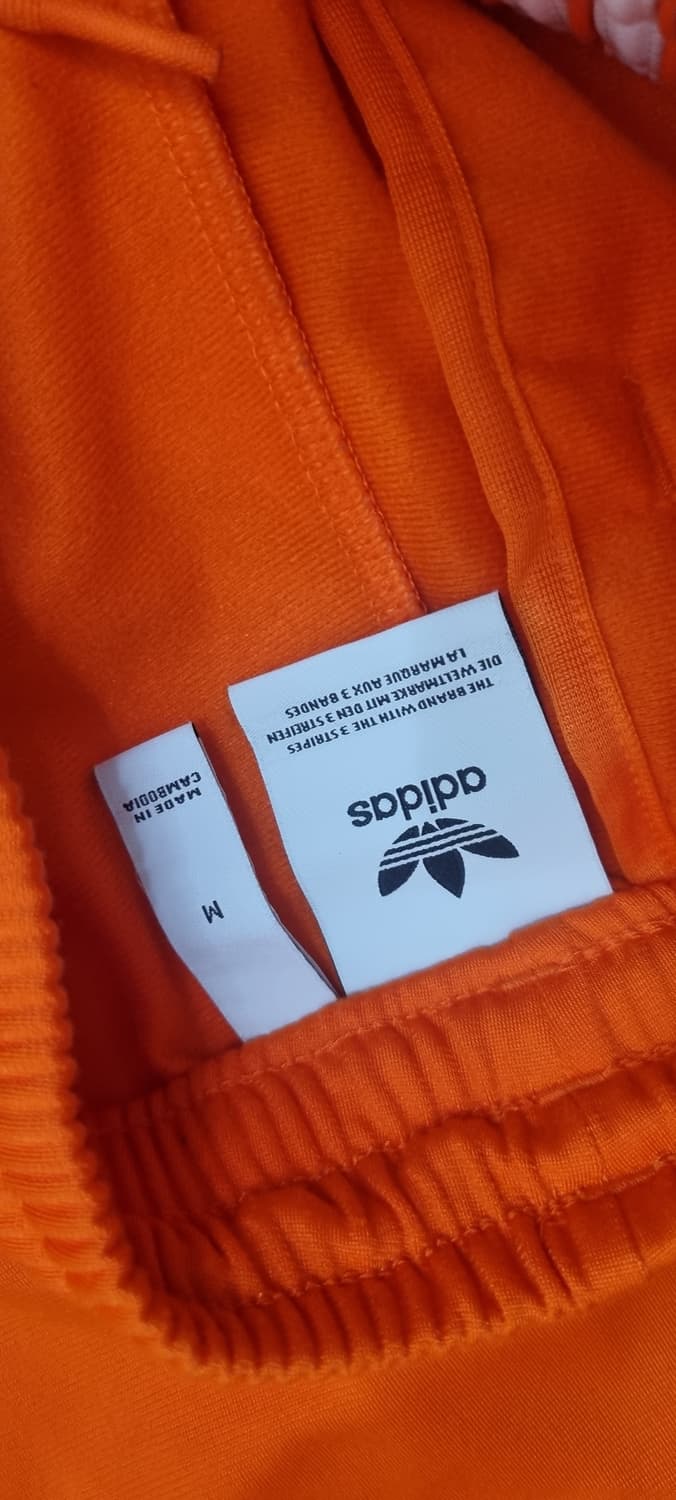 adidas
THE BRAND WITH THE 3 STRIPES
DIE WELTMARKE MIT DEN 3 STREIFEN
LA MARQUE AUX 3 BANDES
M
MADE IN
CAMBODIA